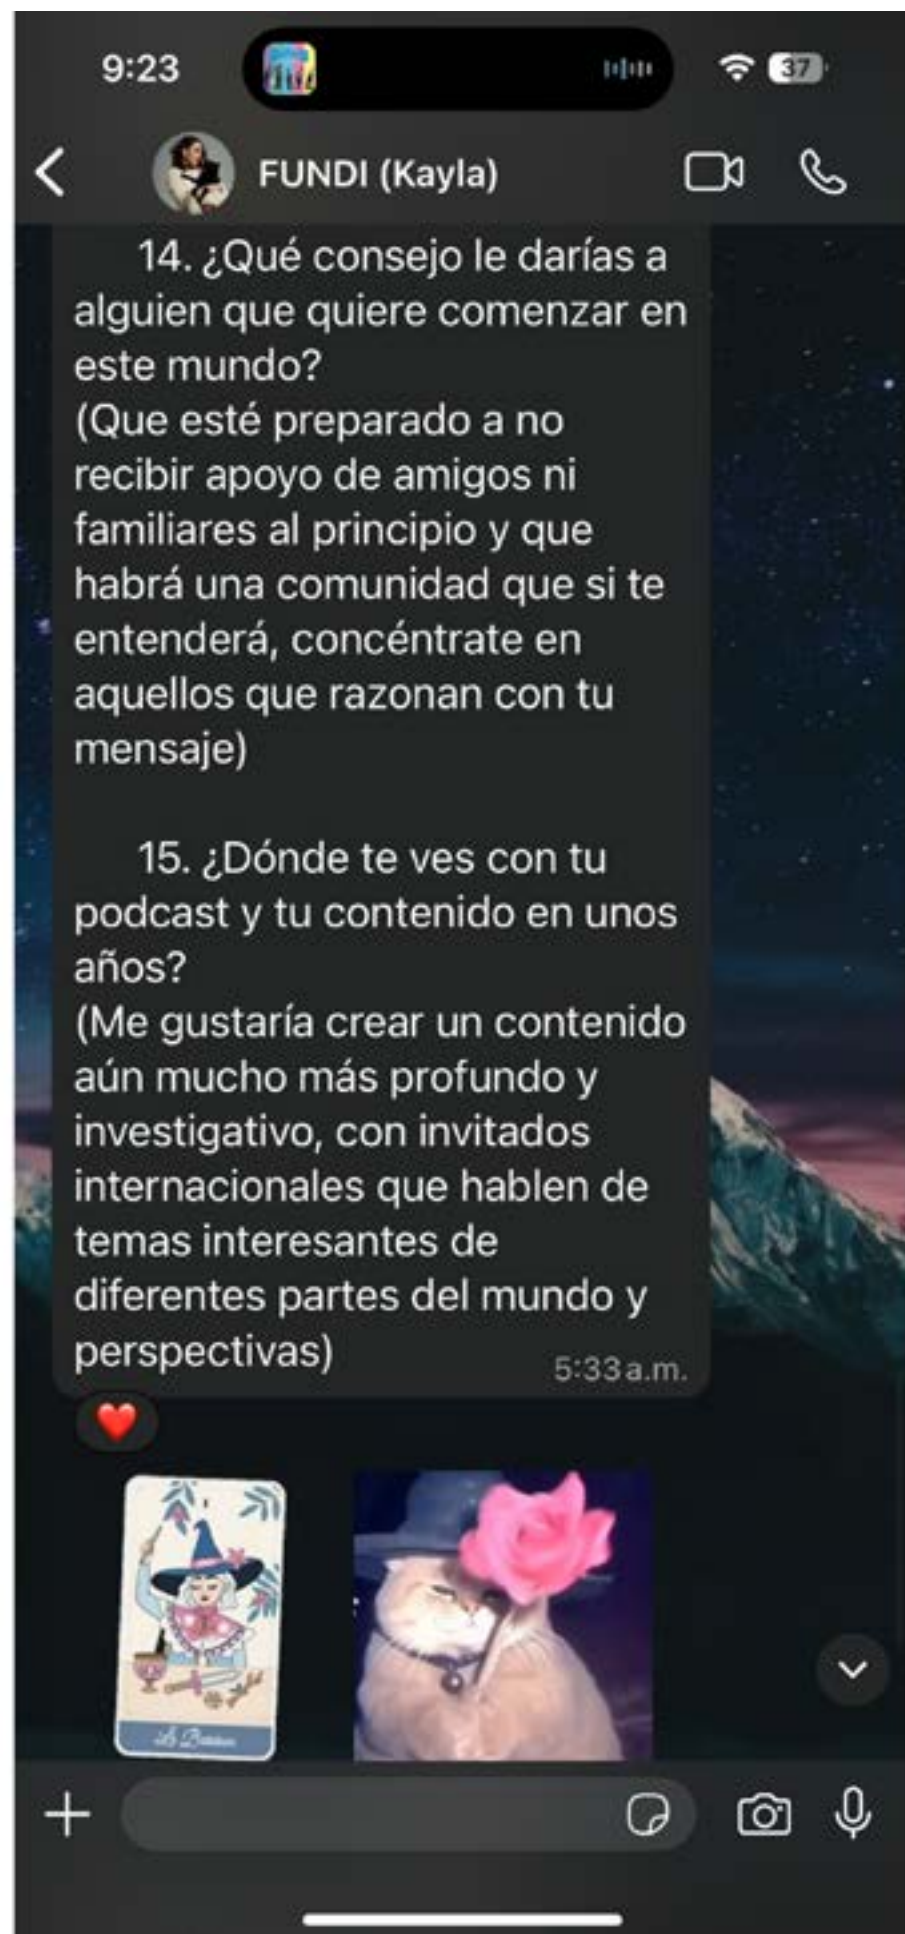 9:23
37
FUNDI (Kayla)
14. ¿Qué consejo le darías a
alguien que quiere comenzar en
este mundo?
(Que esté preparado a no
recibir apoyo de amigos ni
familiares al principio y que
habrá una comunidad que si te
entenderá, concéntrate en
aquellos que razonan con tu
mensaje)
15. ¿Dónde te ves con tu
podcast y tu contenido en unos
años?
(Me gustaría crear un contenido
aún mucho más profundo y
investigativo, con invitados
internacionales que hablen de
temas interesantes de
diferentes partes del mundo y
perspectivas)
5:33 a.m.